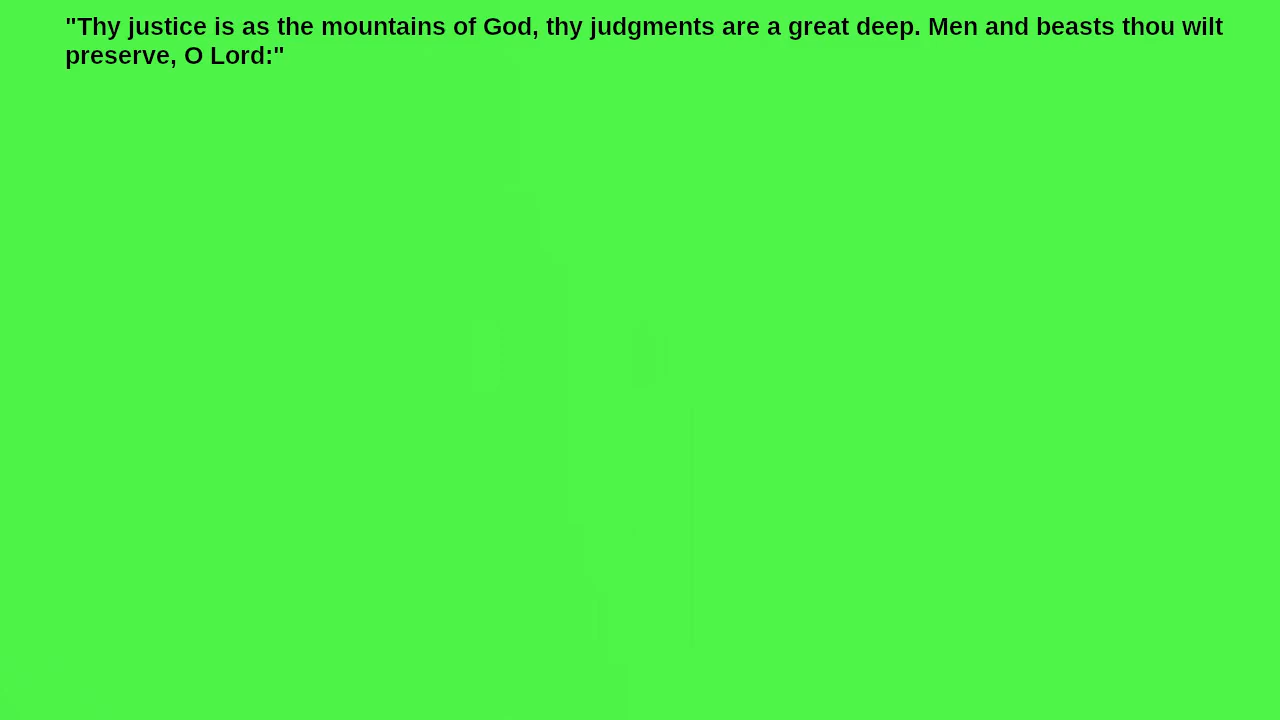 "Thy justice is as the mountains of God, thy judgments are a great deep. Men and beasts thou wilt
preserve, O Lord:"